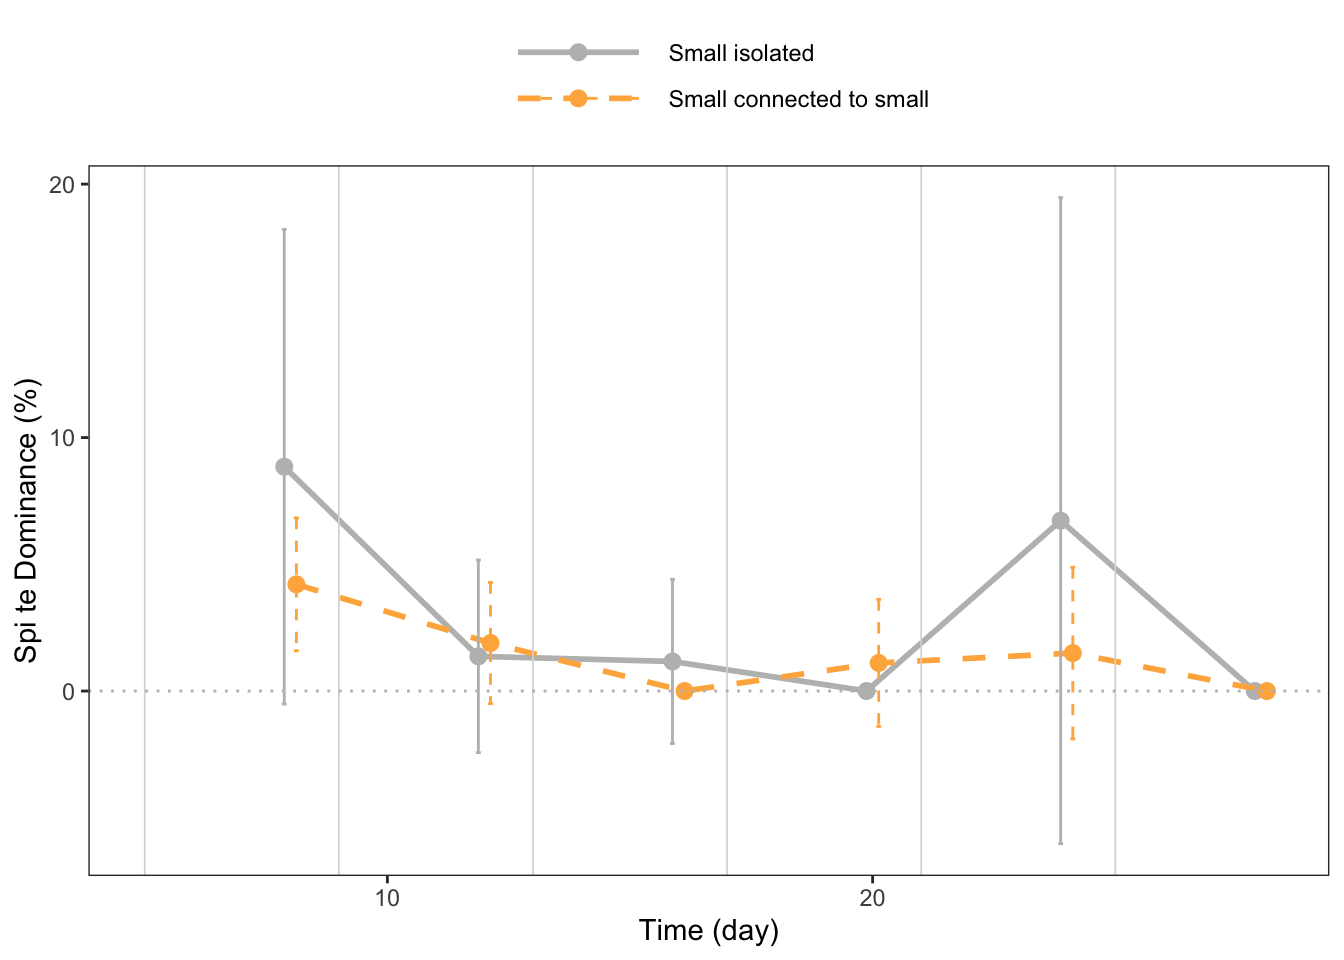 Small isolated
Small connected to small
20
10
0
Spi te Dominance (%)
10
20
Time (day)